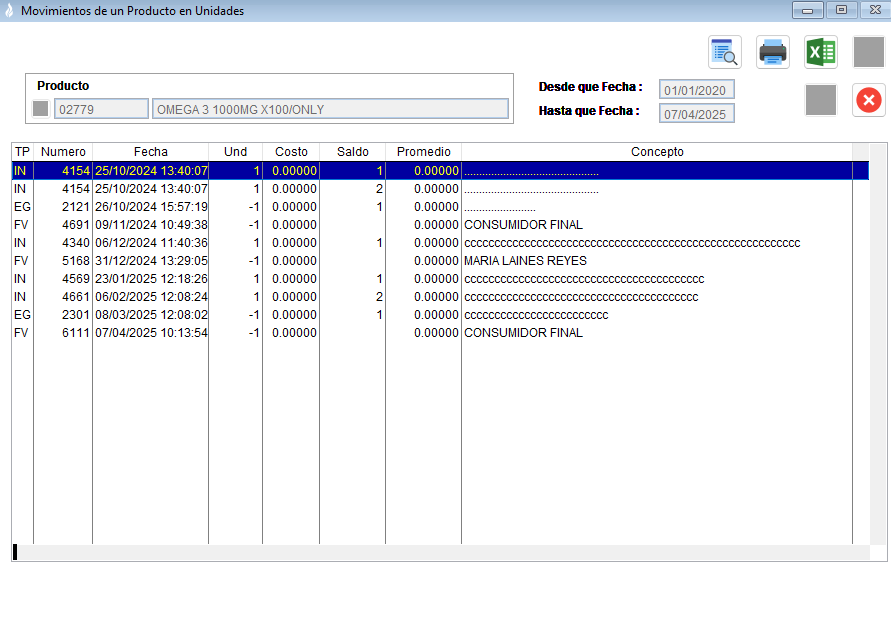 Movimientos de un Producto en Unidades
Producto
02779 OMEGA 3 1000MG X100/ONLY
Desde que Fecha : 01/01/2020
Hasta que Fecha : 07/04/2025
TP Numero Fecha Und Costo Saldo Promedio Concepto
IN 4154 25/10/2024 13:40:07 1 0.00000 1 0.00000 .............................................
IN 4154 25/10/2024 13:40:07 1 0.00000 2 0.00000 .............................................
EG 2121 26/10/2024 15:57:19 -1 0.00000 1 0.00000 ........................
FV 4691 09/11/2024 10:49:38 -1 0.00000 0.00000 CONSUMIDOR FINAL
IN 4340 06/12/2024 11:40:36 1 0.00000 1 0.00000 cccccccccccccccccccccccccccccccccccccccccccccccccccccccc
FV 5168 31/12/2024 13:29:05 -1 0.00000 0.00000 MARIA LAINES REYES
IN 4569 23/01/2025 12:18:26 1 0.00000 1 0.00000 cccccccccccccccccccccccccccccccccccccccc
IN 4661 06/02/2025 12:08:24 1 0.00000 2 0.00000 ccccccccccccccccccccccccccccccccccccccc
EG 2301 08/03/2025 12:08:02 -1 0.00000 1 0.00000 cccccccccccccccccccccccc
FV 6111 07/04/2025 10:13:54 -1 0.00000 0.00000 CONSUMIDOR FINAL